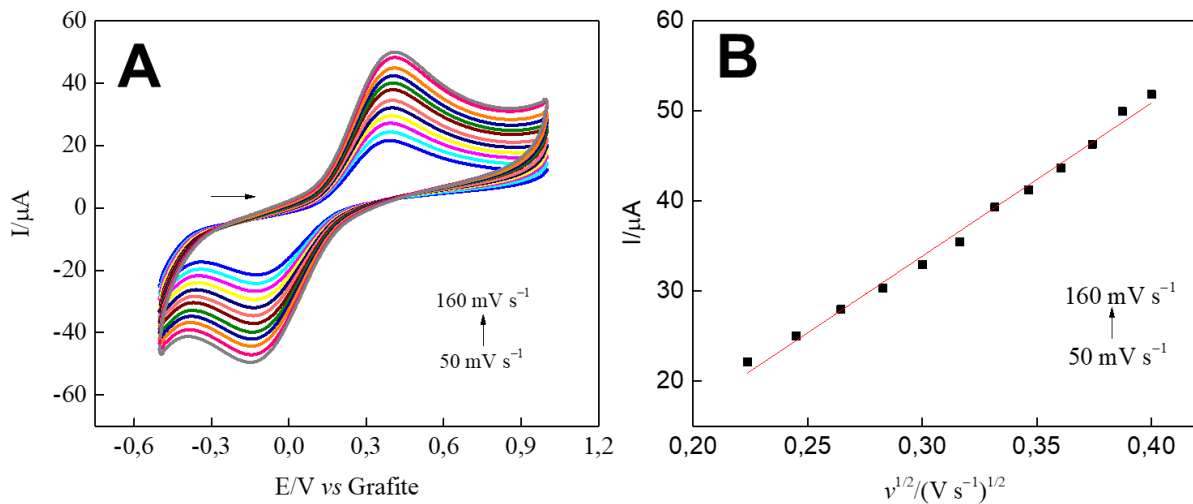 A
60
40
20
0
-20
-40
-60
I/µA
-0,6 -0,3 0,0 0,3 0,6 0,9 1,2
E/V vs Grafite
160 mV s⁻¹
50 mV s⁻¹
B
60
50
40
30
20
I/µA
0,20 0,25 0,30 0,35 0,40
v¹/²/(V s⁻¹)¹/²
160 mV s⁻¹
50 mV s⁻¹